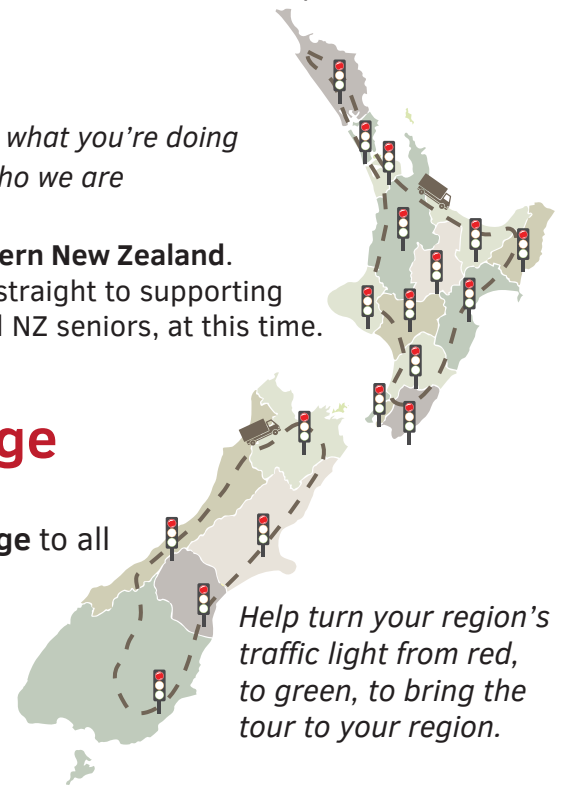 what you're doing
ho we are
ern New Zealand.
straight to supporting
d NZ seniors, at this time.
ge
ge to all
Help turn your region's
traffic light from red,
to green, to bring the
tour to your region.